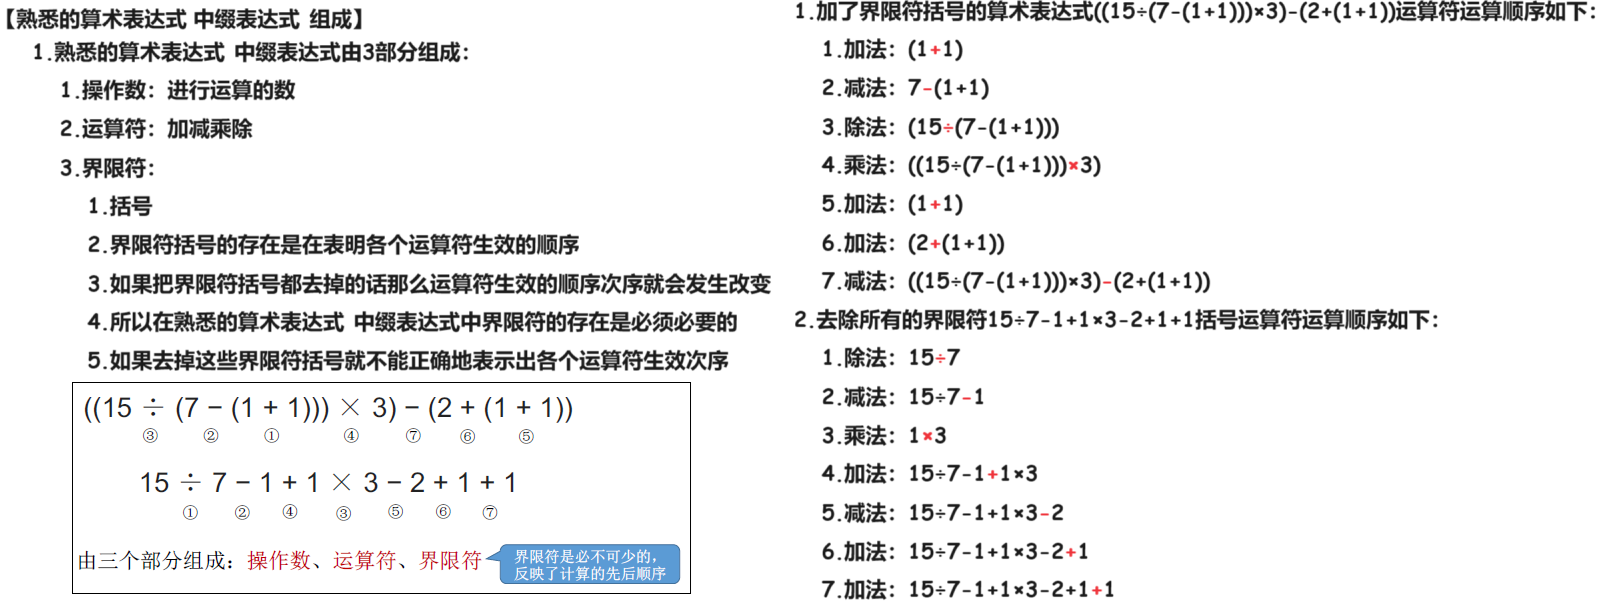 【熟悉的算术表达式 中缀表达式 组成】
1.熟悉的算术表达式 中缀表达式由3部分组成：
1.操作数：进行运算的数
2.运算符：加减乘除
3.界限符：
1.括号
2.界限符括号的存在是在表明各个运算符生效的顺序
3.如果把界限符括号都去掉的话那么运算符生效的顺序次序就会发生改变
4.所以在熟悉的算术表达式 中缀表达式中界限符的存在是必须必要的
5.如果去掉这些界限符括号就不能正确地表示出各个运算符生效次序
((15 ÷ (7 − (1 + 1))) × 3) − (2 + (1 + 1))
③ ② ① ④ ⑦ ⑥ ⑤
15 ÷ 7 − 1 + 1 × 3 − 2 + 1 + 1
① ② ④ ③ ⑤ ⑥ ⑦
由三个部分组成：操作数、运算符、界限符
界限符是必不可少的，
反映了计算的先后顺序
1.加了界限符括号的算术表达式((15÷(7-(1+1)))×3)-(2+(1+1))运算符运算顺序如下：
1.加法：(1+1)
2.减法：7-(1+1)
3.除法：(15÷(7-(1+1)))
4.乘法：((15÷(7-(1+1)))×3)
5.加法：(1+1)
6.加法：(2+(1+1))
7.减法：((15÷(7-(1+1)))×3)-(2+(1+1))
2.去除所有的界限符15÷7-1+1×3-2+1+1括号运算符运算顺序如下：
1.除法：15÷7
2.减法：15÷7-1
3.乘法：1×3
4.加法：15÷7-1+1×3
5.减法：15÷7-1+1×3-2
6.加法：15÷7-1+1×3-2+1
7.加法：15÷7-1+1×3-2+1+1